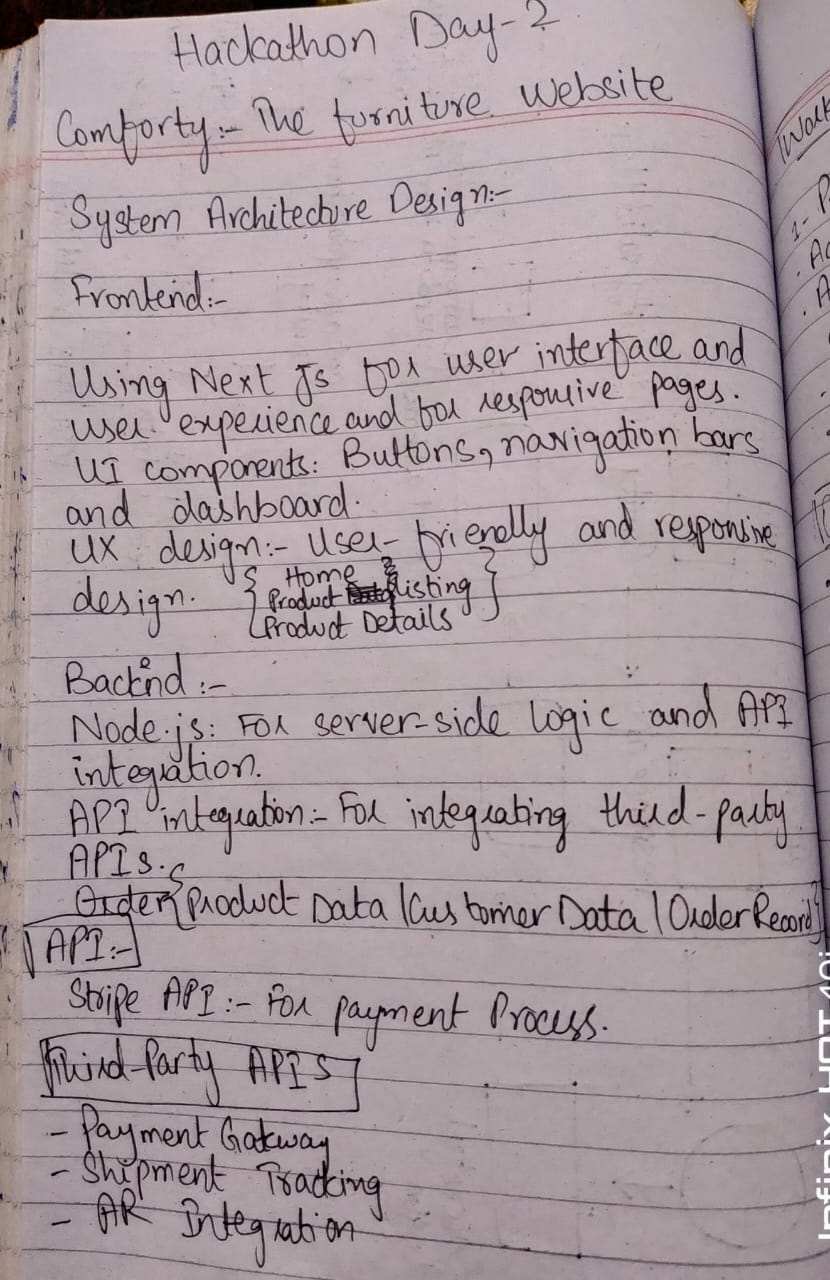 Hackathon Day-2
Comforty:- The furniture website
System Architecture Design:-
Frontend:-
Using Next Js for user interface and
user experience and for responsive pages.
UI components: Buttons, navigation bars
and dashboard.
UX design:- User-friendly and responsive
design. { Home
Product listing
Product Details }
Backend :-
Node.js: For server-side logic and API
integration.
API integration:- For integrating third-party
APIs.
Order {Product Data | Customer Data | Order Record}
API:-
Stripe API:- For payment Process.
Third-Party APIS
- Payment Gatway
- Shipment Tracking
- AR Integration
Infinix HOT 40i